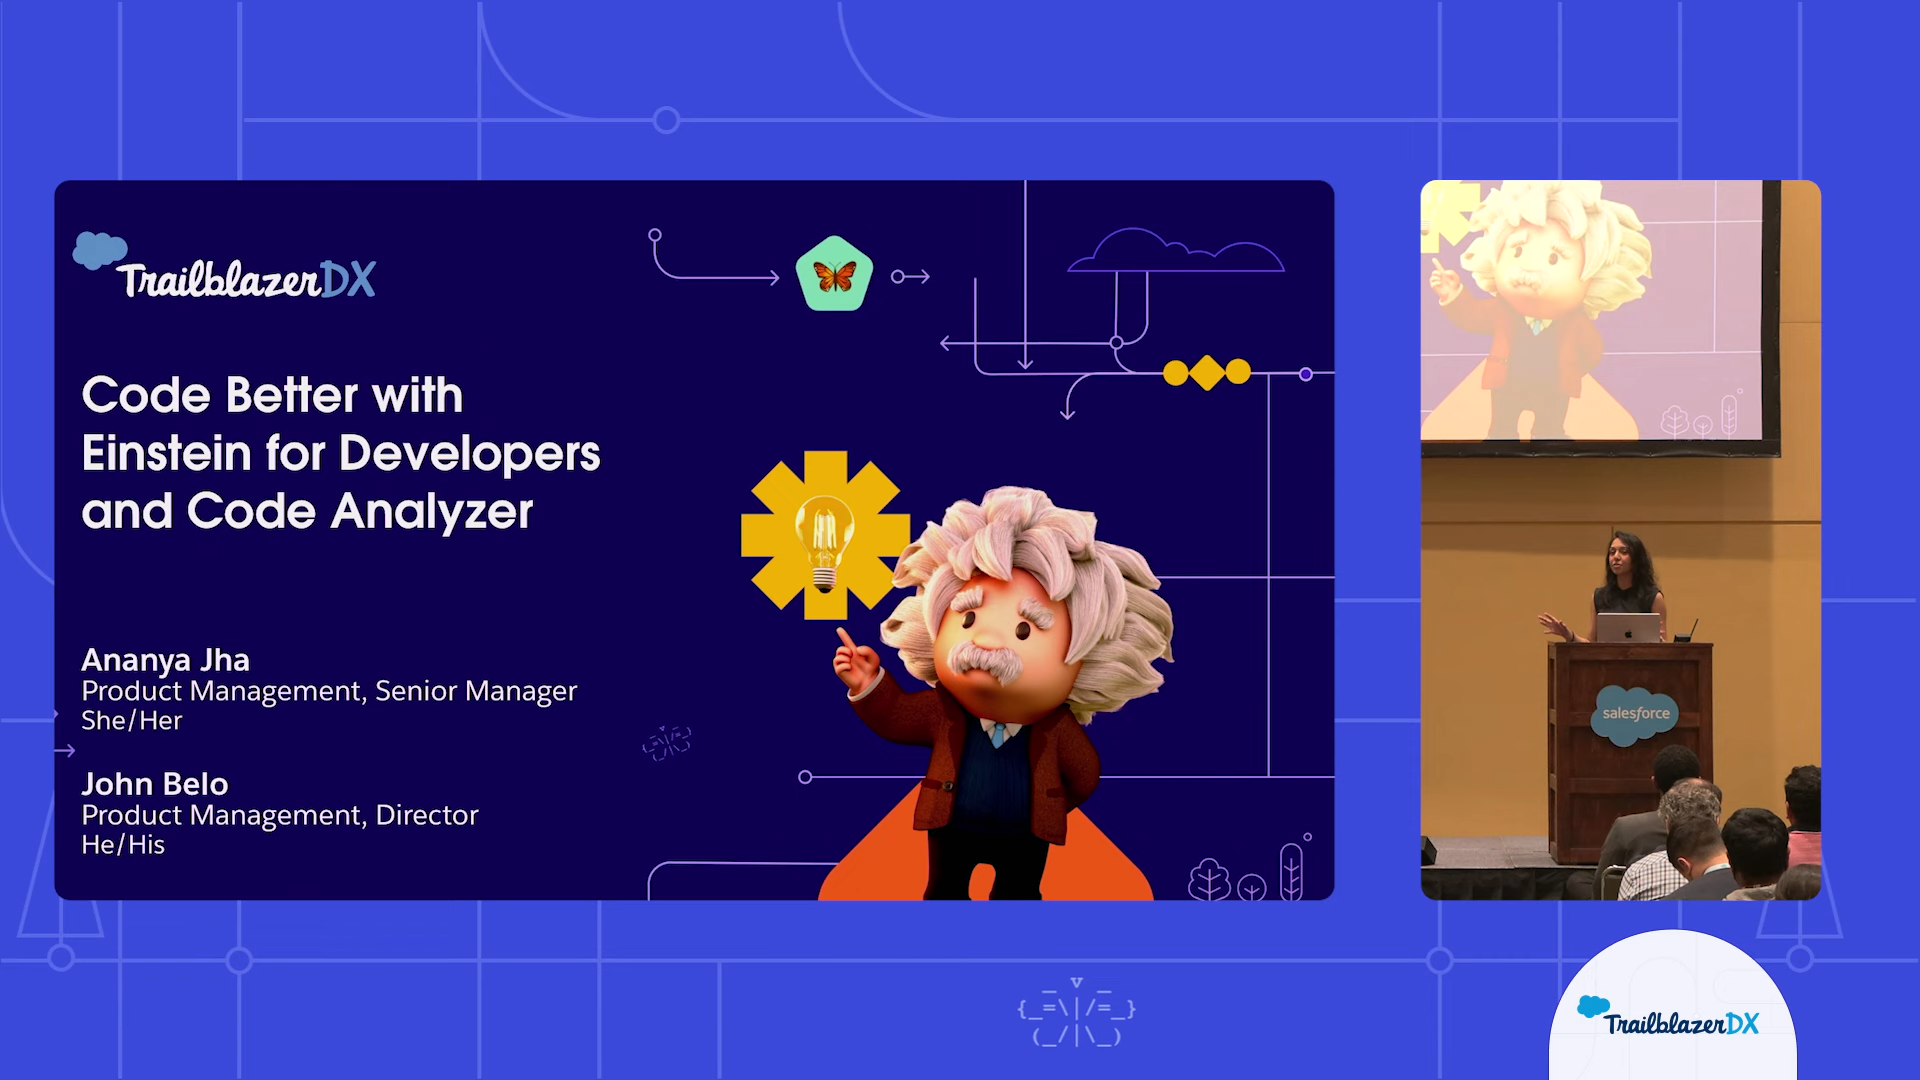 TrailblazerDX
Code Better with
Einstein for Developers
and Code Analyzer
Ananya Jha
Product Management, Senior Manager
She/Her
John Belo
Product Management, Director
He/His
salesforce
TrailblazerDX